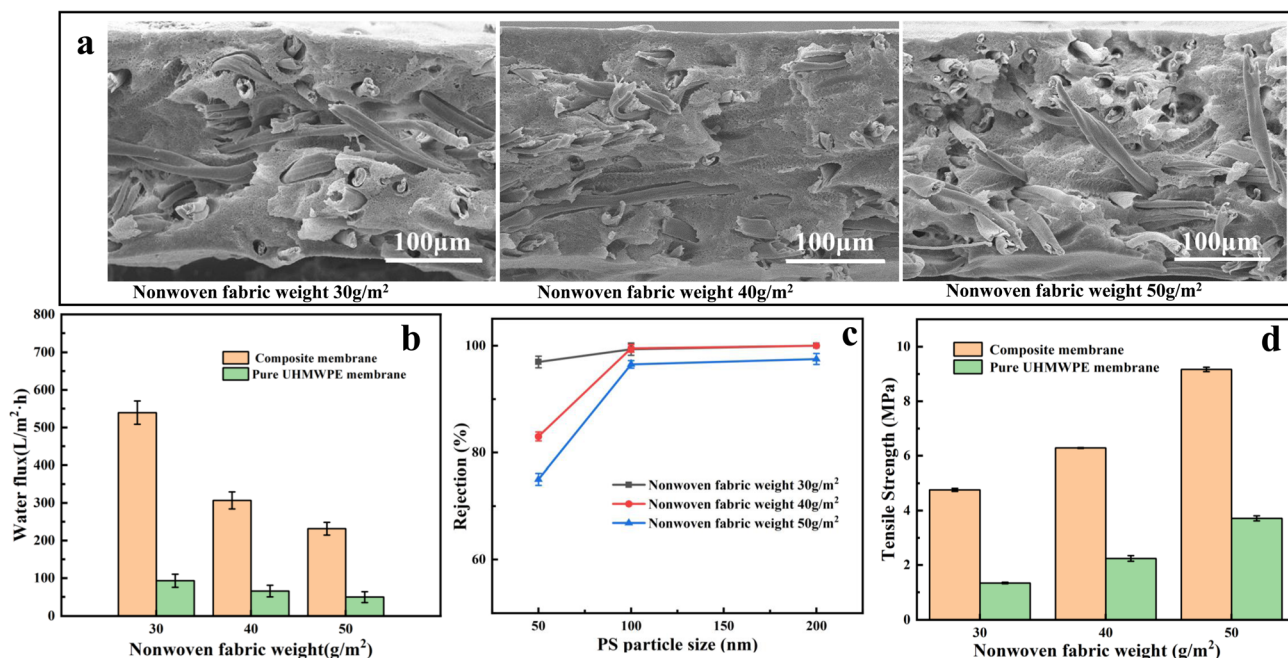 a
100μm
100μm
100μm
Nonwoven fabric weight 30g/m²
Nonwoven fabric weight 40g/m²
Nonwoven fabric weight 50g/m²
b
Composite membrane
Pure UHMWPE membrane
800
700
600
500
400
300
200
100
0
Water flux(L/m²·h)
30
40
50
Nonwoven fabric weight(g/m²)
c
100
80
60
Rejection (%)
Nonwoven fabric weight 30g/m²
Nonwoven fabric weight 40g/m²
Nonwoven fabric weight 50g/m²
50
100
150
200
PS particle size (nm)
d
Composite membrane
Pure UHMWPE membrane
10
8
6
4
2
0
Tensile Strength (MPa)
30
40
50
Nonwoven fabric weight (g/m²)